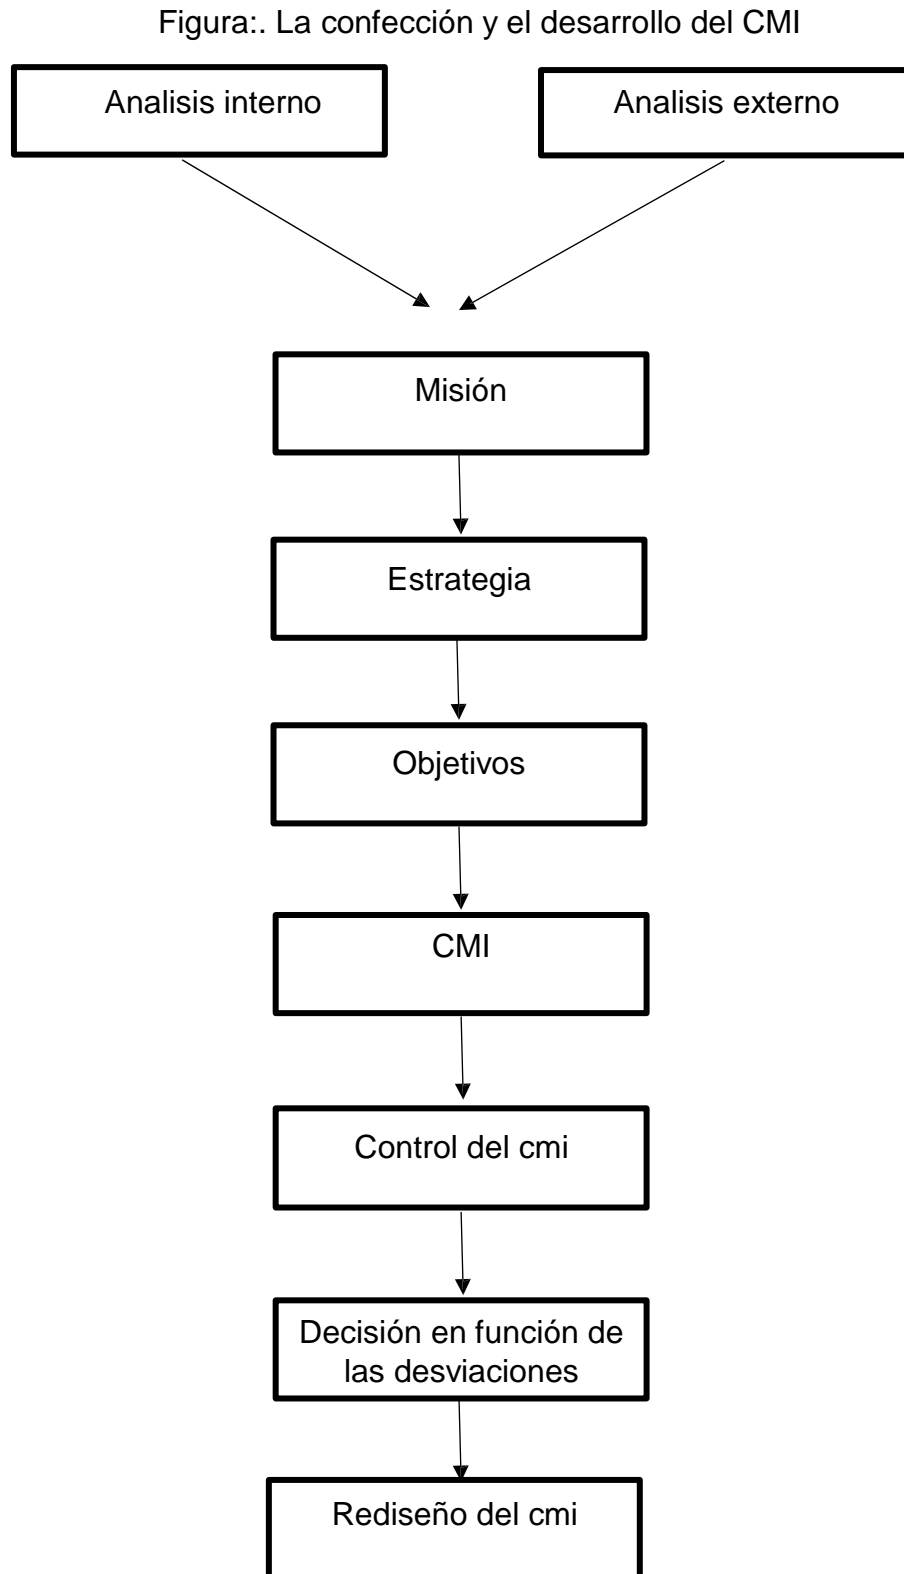 Figura:. La confección y el desarrollo del CMI
Analisis interno
Analisis externo
Misión
Estrategia
Objetivos
CMI
Control del cmi
Decisión en función de
las desviaciones
Rediseño del cmi